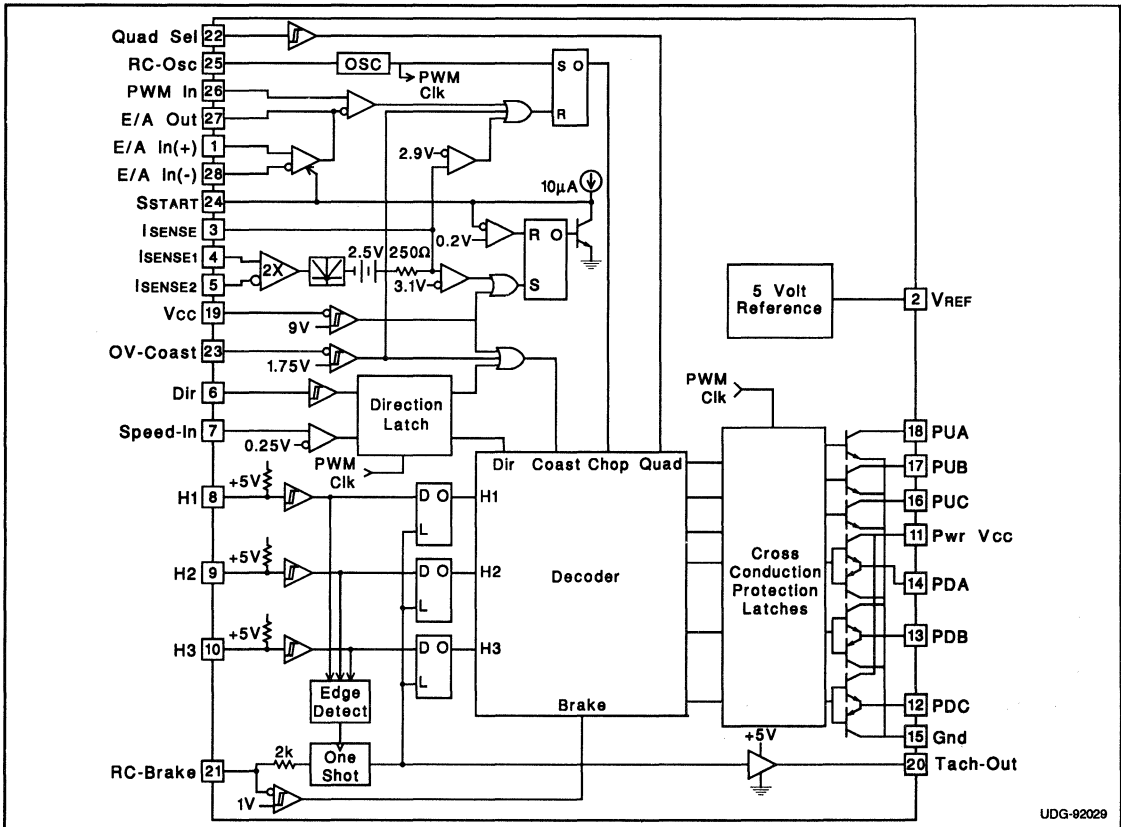 Quad Sel 22
RC-Osc 25
OSC
PWM Clk
S O
R
PWM In 26
E/A Out 27
E/A In(+) 1
E/A In(-) 28
2.9V
SSTART 24
10μA
ISENSE 3
0.2V
R O
S
ISENSE1 4
ISENSE2 5
2X
2.5V
250Ω
3.1V
5 Volt
Reference
2 VREF
Vcc 19
9V
OV-Coast 23
1.75V
Dir 6
Direction
Latch
Speed-In 7
0.25V
PWM
Clk
PWM
Clk
Dir Coast Chop Quad
+5V
H1 8
D O
L
H1
+5V
H2 9
D O
L
H2
+5V
H3 10
D O
L
H3
Decoder
Brake
Cross
Conduction
Protection
Latches
18 PUA
17 PUB
16 PUC
11 Pwr Vcc
14 PDA
13 PDB
12 PDC
15 Gnd
Edge
Detect
One
Shot
2k
RC-Brake 21
1V
+5V
20 Tach-Out
UDG-92029